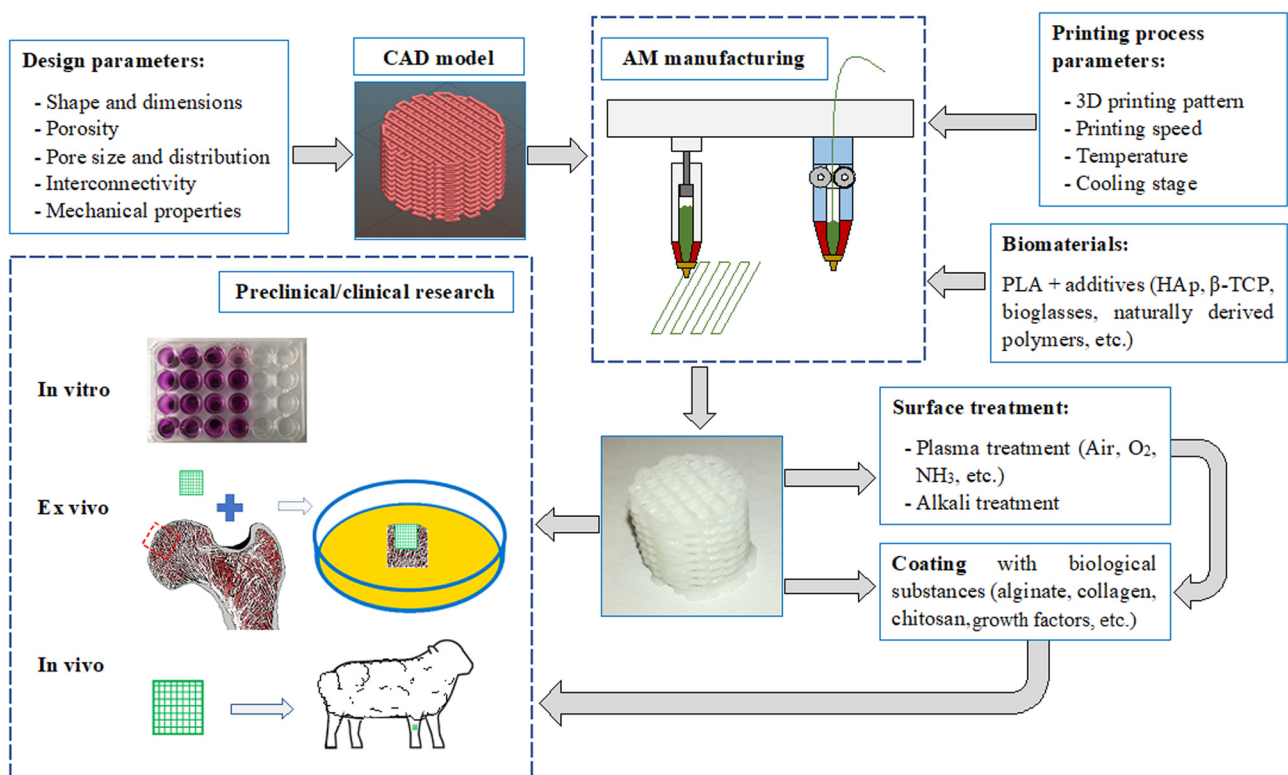 Design parameters:
- Shape and dimensions
- Porosity
- Pore size and distribution
- Interconnectivity
- Mechanical properties
CAD model
AM manufacturing
Printing process
parameters:
- 3D printing pattern
- Printing speed
- Temperature
- Cooling stage
Biomaterials:
PLA + additives (HAp, β-TCP,
bioglasses, naturally derived
polymers, etc.)
Preclinical/clinical research
In vitro
Ex vivo
In vivo
Surface treatment:
- Plasma treatment (Air, O₂,
NH₃, etc.)
- Alkali treatment
Coating with biological
substances (alginate, collagen,
chitosan, growth factors, etc.)